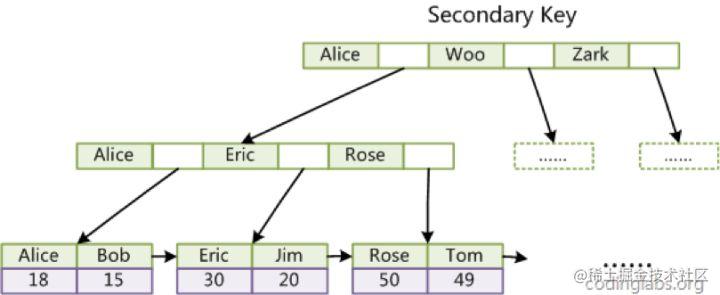 Secondary Key
Alice Woo Zark
Alice Eric Rose
...... ......
Alice Bob Eric Jim Rose Tom
18 15 30 20 50 49
......
@稀土掘金技术社区
codinglabs.org